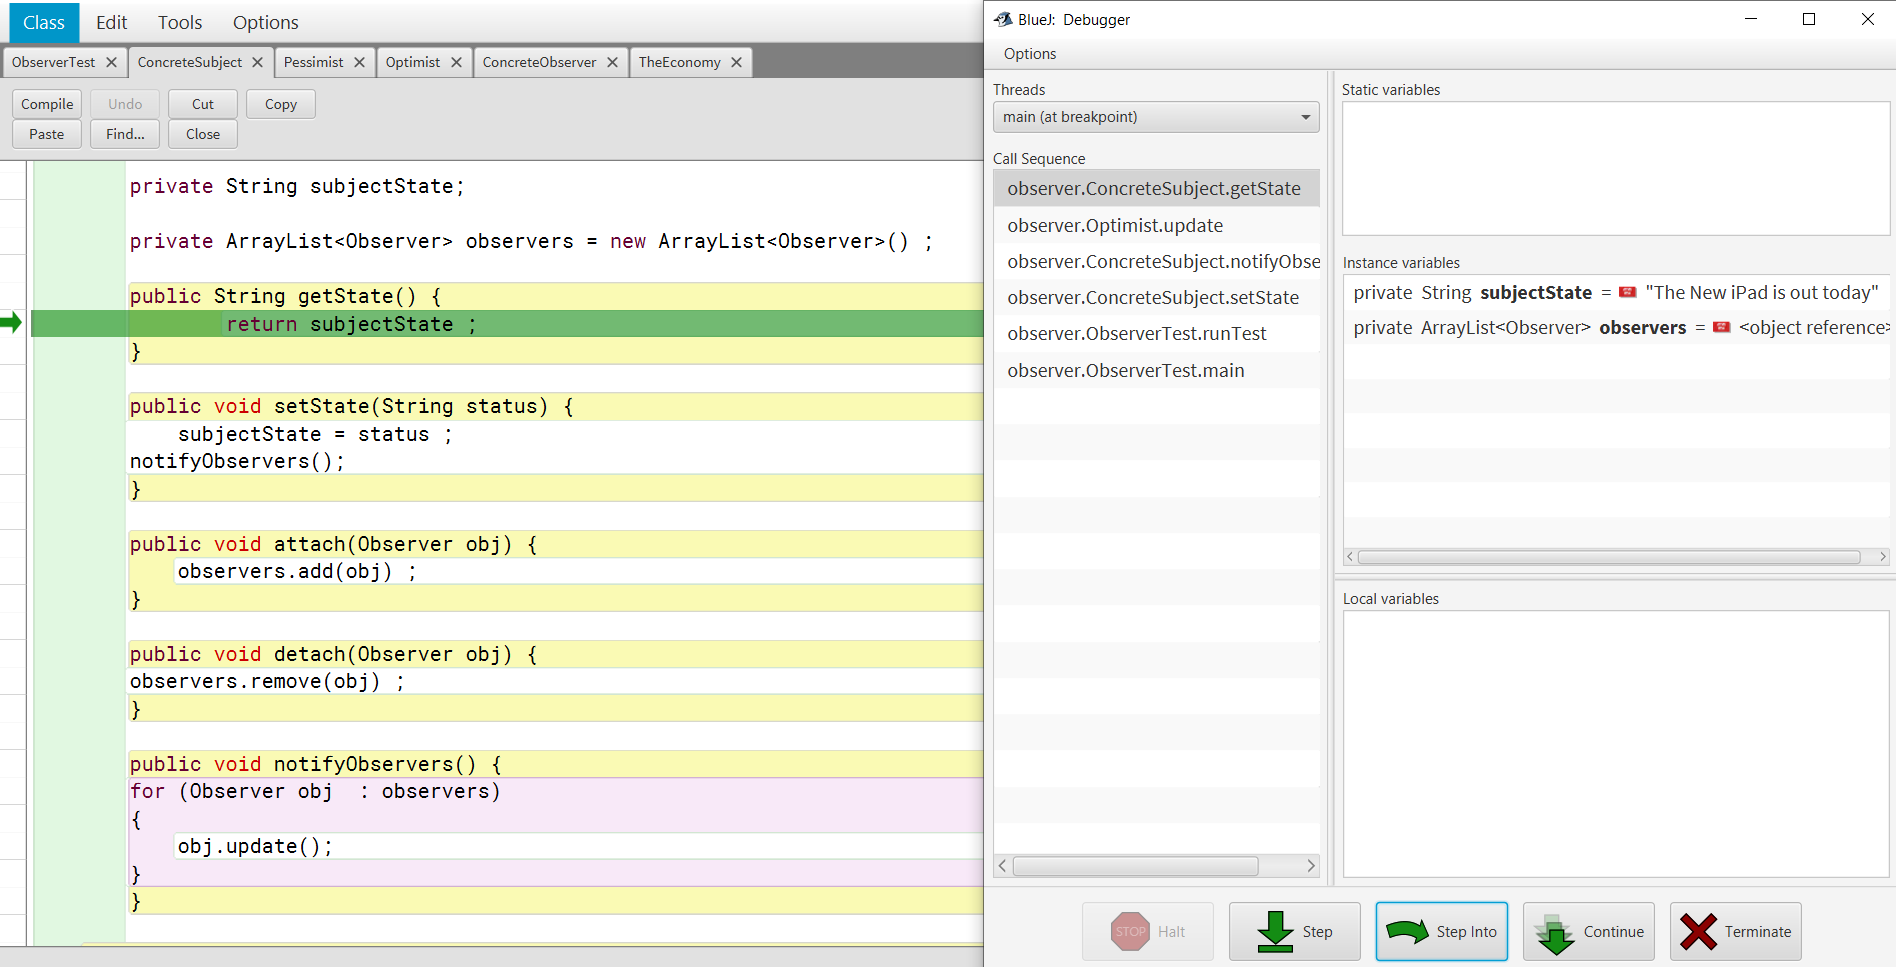 Class Edit Tools Options
ObserverTest ConcreteSubject Pessimist Optimist ConcreteObserver TheEconomy
Compile Undo Cut Copy
Paste Find... Close
private String subjectState;
private ArrayList<Observer> observers = new ArrayList<Observer>() ;
public String getState() {
return subjectState ;
}
public void setState(String status) {
subjectState = status ;
notifyObservers();
}
public void attach(Observer obj) {
observers.add(obj) ;
}
public void detach(Observer obj) {
observers.remove(obj) ;
}
public void notifyObservers() {
for (Observer obj : observers)
{
obj.update();
}
}
BlueJ: Debugger
Options
Threads
main (at breakpoint)
Call Sequence
observer.ConcreteSubject.getState
observer.Optimist.update
observer.ConcreteSubject.notifyObse
observer.ConcreteSubject.setState
observer.ObserverTest.runTest
observer.ObserverTest.main
Static variables
Instance variables
private String subjectState = "The New iPad is out today"
private ArrayList<Observer> observers = <object reference>
Local variables
STOP Halt Step Step Into Continue Terminate